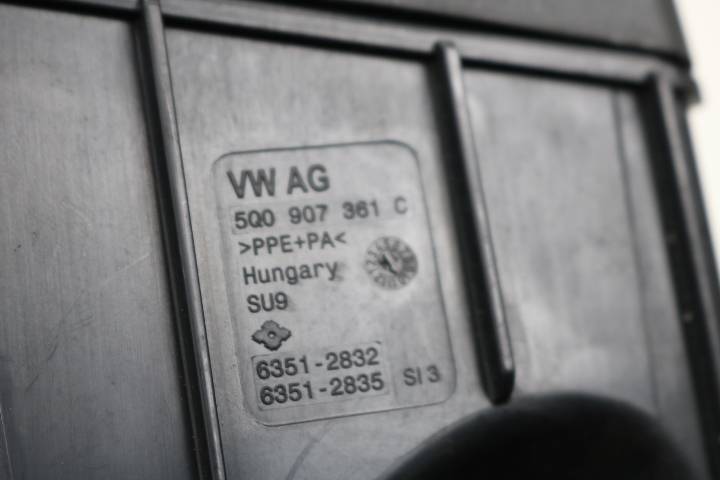 VW AG
5Q0 907 361 C
>PPE+PA<
Hungary
SU9
6351-2832
6351-2835 SI 3